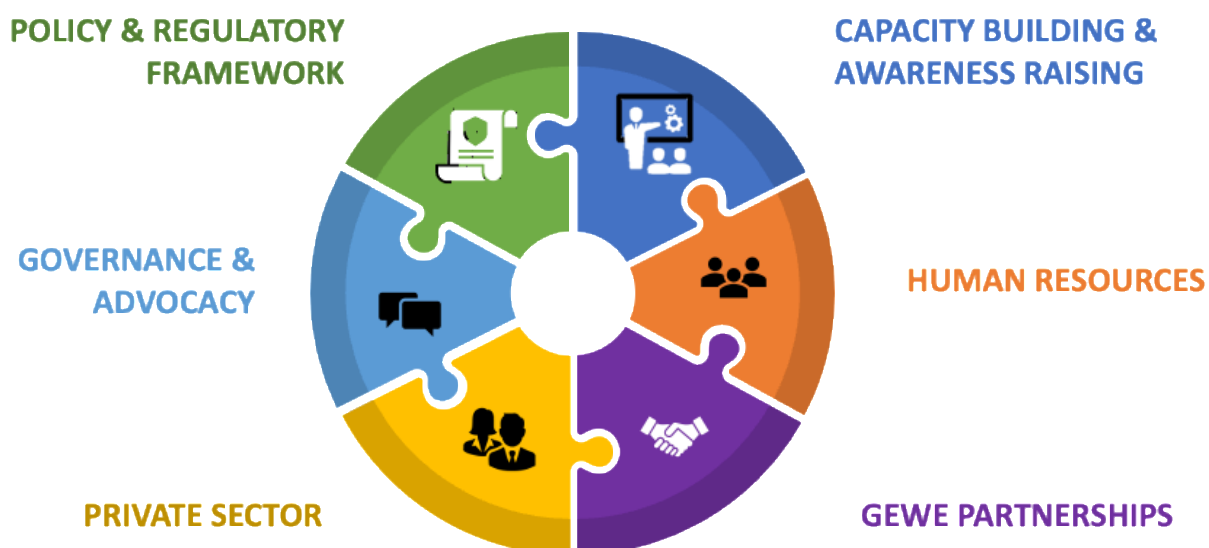 POLICY & REGULATORY
FRAMEWORK
CAPACITY BUILDING &
AWARENESS RAISING
GOVERNANCE &
ADVOCACY
HUMAN RESOURCES
PRIVATE SECTOR
GEWE PARTNERSHIPS